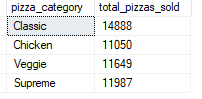 pizza_category total_pizzas_sold
Classic 14888
Chicken 11050
Veggie 11649
Supreme 11987